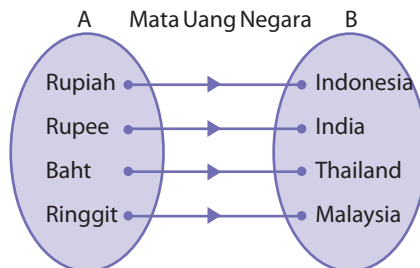 A Mata Uang Negara B
Rupiah Indonesia
Rupee India
Baht Thailand
Ringgit Malaysia